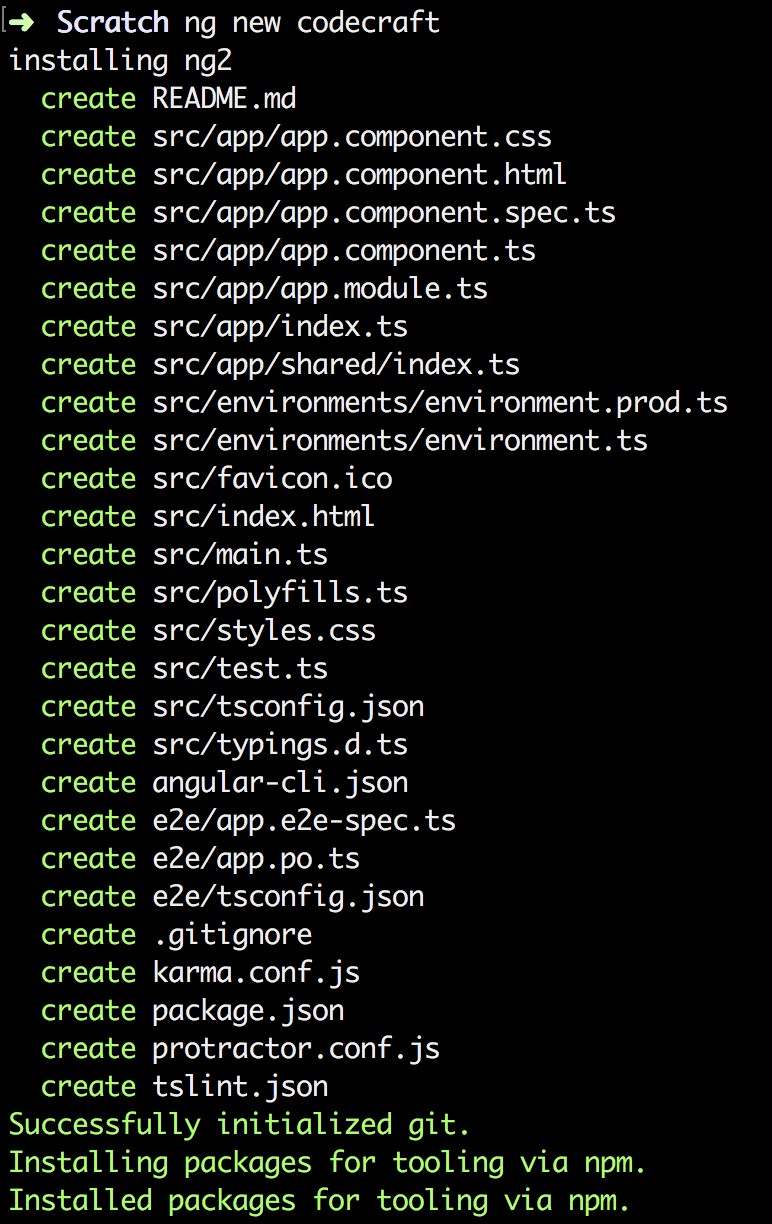 ➜ Scratch ng new codecraft
installing ng2
create README.md
create src/app/app.component.css
create src/app/app.component.html
create src/app/app.component.spec.ts
create src/app/app.component.ts
create src/app/app.module.ts
create src/app/index.ts
create src/app/shared/index.ts
create src/environments/environment.prod.ts
create src/environments/environment.ts
create src/favicon.ico
create src/index.html
create src/main.ts
create src/polyfills.ts
create src/styles.css
create src/test.ts
create src/tsconfig.json
create src/typings.d.ts
create angular-cli.json
create e2e/app.e2e-spec.ts
create e2e/app.po.ts
create e2e/tsconfig.json
create .gitignore
create karma.conf.js
create package.json
create protractor.conf.js
create tslint.json
Successfully initialized git.
Installing packages for tooling via npm.
Installed packages for tooling via npm.